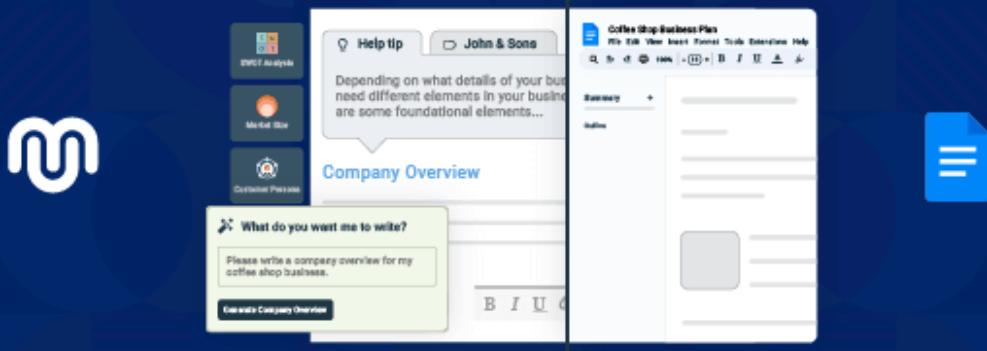 SWOT Analysis
Market Size
Customer Persona
Help tip
John & Sons
Depending on what details of your bus
need different elements in your busine
are some foundational elements...
Company Overview
What do you want me to write?
Please write a company overview for my
coffee shop business.
Generate Company Overview
B I U
Coffee Shop Business Plan
File Edit View Insert Format Tools Extensions Help
100%
B I U A
Summary +
Outline